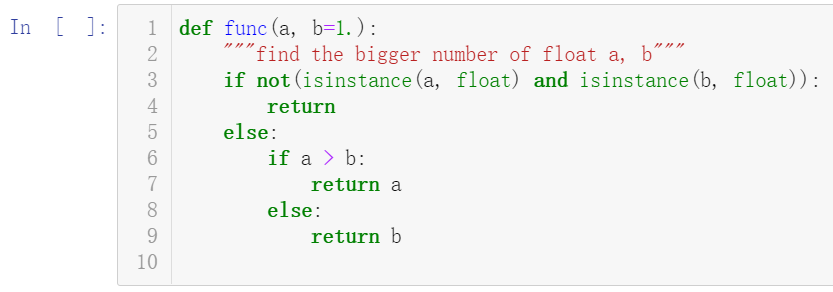 In [ ]: 1 def func(a, b=1.):
2     """find the bigger number of float a, b"""
3     if not(isinstance(a, float) and isinstance(b, float)):
4         return
5     else:
6         if a > b:
7             return a
8         else:
9             return b
10